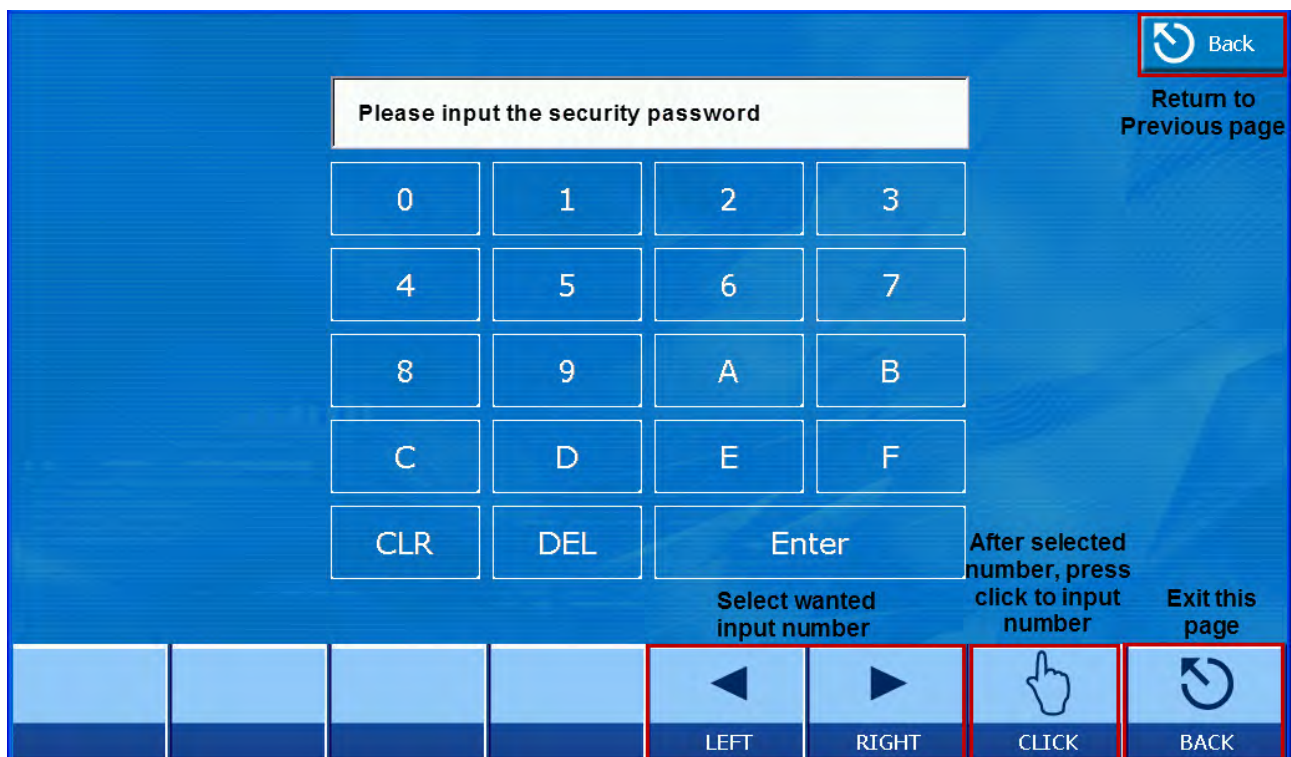 Back
Return to
Previous page
Please input the security password
0 1 2 3
4 5 6 7
8 9 A B
C D E F
CLR DEL Enter
After selected
number, press
click to input
number
Select wanted
input number
Exit this
page
LEFT RIGHT CLICK BACK